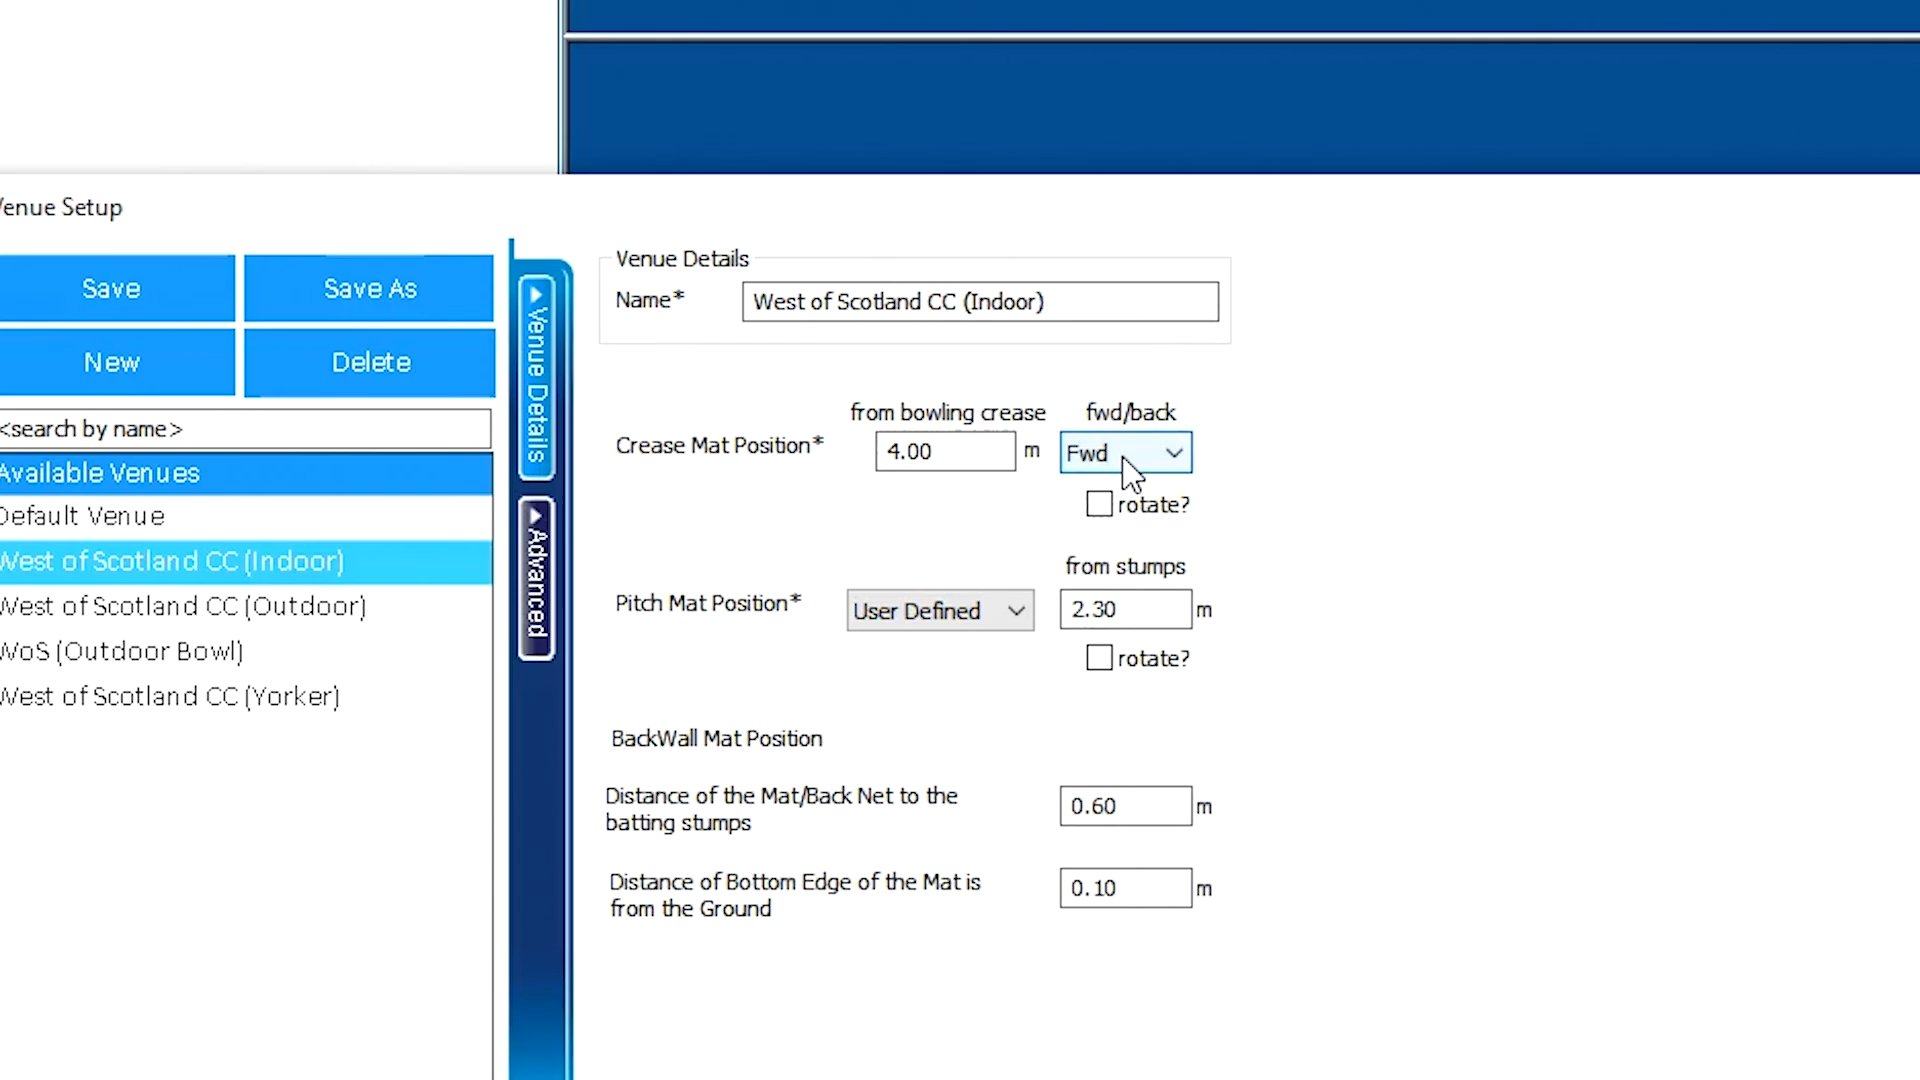 Venue Setup
Save
Save As
New
Delete
<search by name>
Available Venues
Default Venue
West of Scotland CC (Indoor)
West of Scotland CC (Outdoor)
WoS (Outdoor Bowl)
West of Scotland CC (Yorker)
Venue Details
Advanced
Venue Details
Name*
West of Scotland CC (Indoor)
from bowling crease
fwd/back
Crease Mat Position*
4.00
m
Fwd
rotate?
from stumps
Pitch Mat Position*
User Defined
2.30
m
rotate?
BackWall Mat Position
Distance of the Mat/Back Net to the
batting stumps
0.60
m
Distance of Bottom Edge of the Mat is
from the Ground
0.10
m